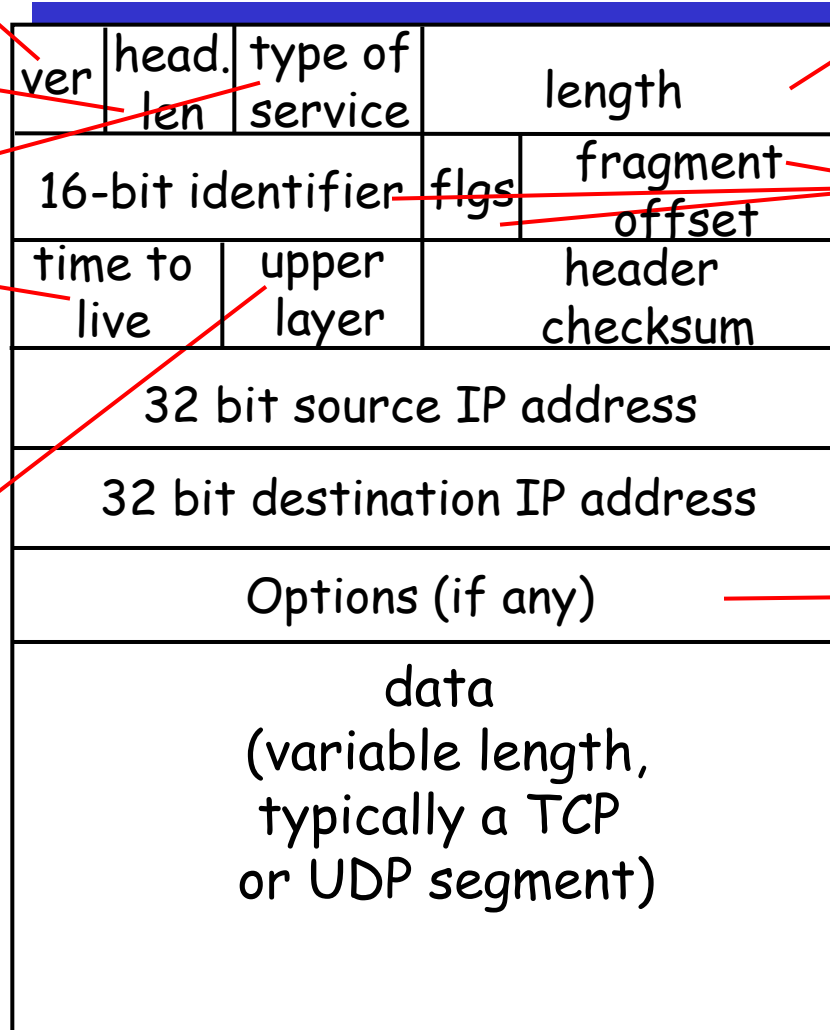 ver
head.
len
type of
service
length
16-bit identifier
flgs
fragment
offset
time to
live
upper
layer
header
checksum
32 bit source IP address
32 bit destination IP address
Options (if any)
data
(variable length,
typically a TCP
or UDP segment)